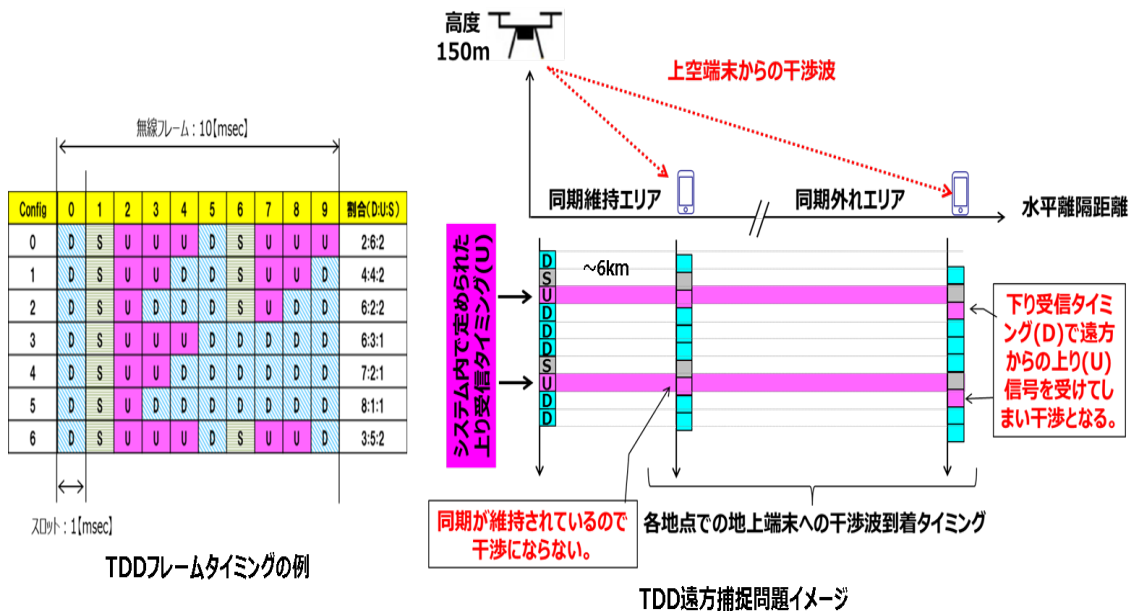 無線フレーム:10【msec】
Config 0 1 2 3 4 5 6 7 8 9 割合(D:U:S)
0 D S U U U D S U U U 2:6:2
1 D S U U D D S U U D 4:4:2
2 D S U D D D S U D D 6:2:2
3 D S U U U D D D D D 6:3:1
4 D S U U D D D D D D 7:2:1
5 D S U D D D D D D D 8:1:1
6 D S U U U D S U U D 3:5:2
スロット:1【msec】
TDDフレームタイミングの例
高度
150m
上空端末からの干渉波
同期維持エリア
同期外れエリア
水平離隔距離
システム内で定められた
上り受信タイミング(U)
D
S
U
D
D
D
S
U
D
D
~6km
下り受信タイミ
ング(D)で遠方
からの上り(U)
信号を受けてし
まい干渉となる。
同期が維持されているので
干渉にならない。
各地点での地上端末への干渉波到着タイミング
TDD遠方捕捉問題イメージ